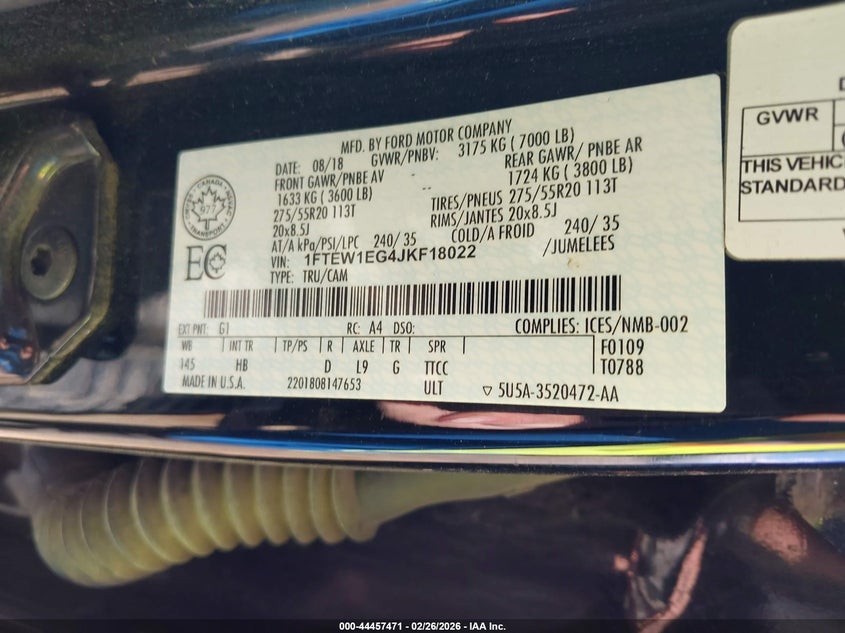 MFD. BY FORD MOTOR COMPANY
DATE: 08/18 GVWR/PNBV: 3175 KG ( 7000 LB)
FRONT GAWR/PNBE AV REAR GAWR/ PNBE AR
1633 KG ( 3600 LB) 1724 KG ( 3800 LB)
275/55R20 113T TIRES/PNEUS 275/55R20 113T
20x8.5J RIMS/JANTES 20x8.5J
AT/A kPa/PSI/LPC 240/ 35 COLD/A FROID 240/ 35
VIN: 1FTEW1EG4JKF18022 /JUMELEES
TYPE: TRU/CAM
CANADA
TRANSPORT
977
EC
EXT PNT: G1 RC: A4 DSO: COMPLIES: ICES/NMB-002
WB INT TR TP/PS R AXLE TR SPR F0109
145 HB D L9 G TTCC T0788
MADE IN U.S.A. 2201808147653 ULT ▽ 5U5A-3520472-AA
GVWR
THIS VEHIC
STANDARD
000-44457471 - 02/26/2026 - IAA Inc.